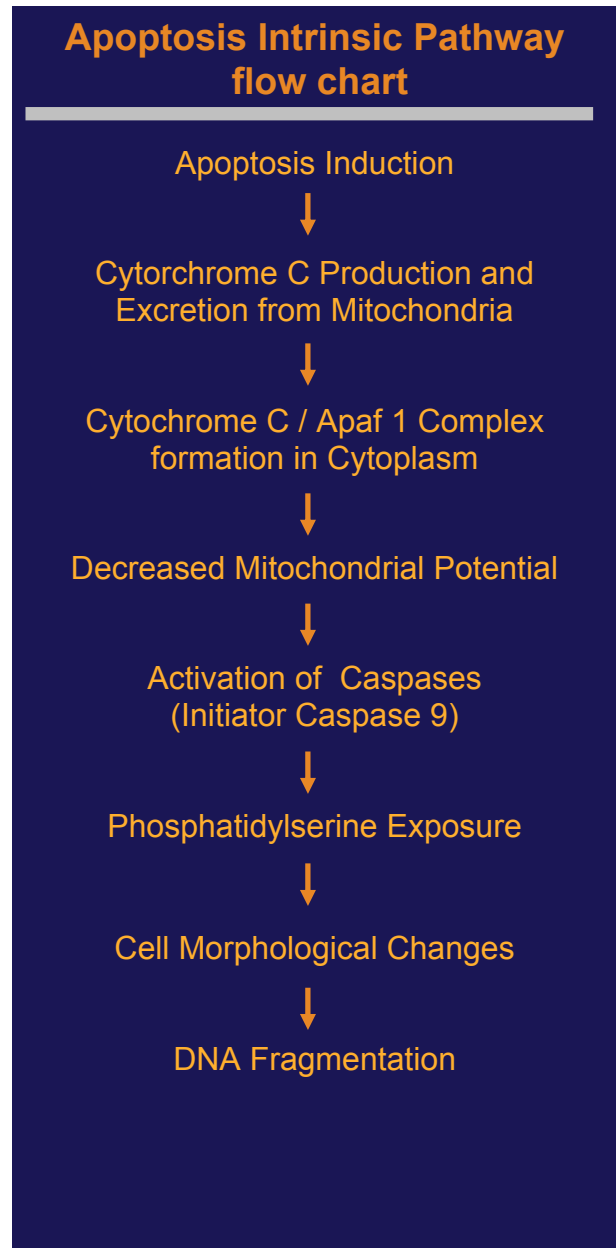 Apoptosis Intrinsic Pathway
flow chart
Apoptosis Induction
Cytorchrome C Production and
Excretion from Mitochondria
Cytochrome C / Apaf 1 Complex
formation in Cytoplasm
Decreased Mitochondrial Potential
Activation of  Caspases
(Initiator Caspase 9)
Phosphatidylserine Exposure
Cell Morphological Changes
DNA Fragmentation